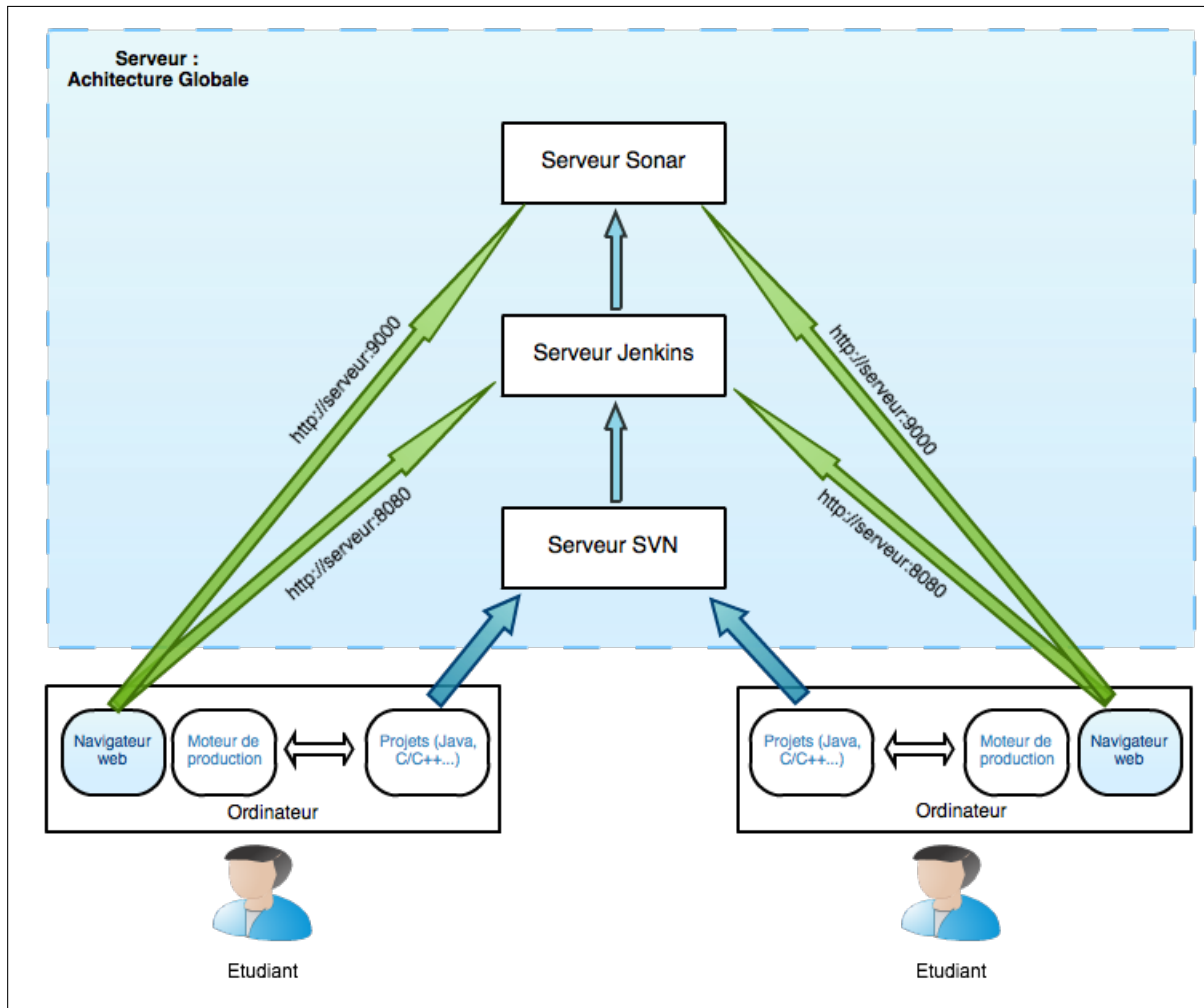 Serveur :
Achitecture Globale
Serveur Sonar
http://serveur:9000
http://serveur:9000
Serveur Jenkins
http://serveur:8080
http://serveur:8080
Serveur SVN
Navigateur
web
Moteur de
production
Projets (Java,
C/C++...)
Ordinateur
Projets (Java,
C/C++...)
Moteur de
production
Navigateur
web
Ordinateur
Etudiant
Etudiant